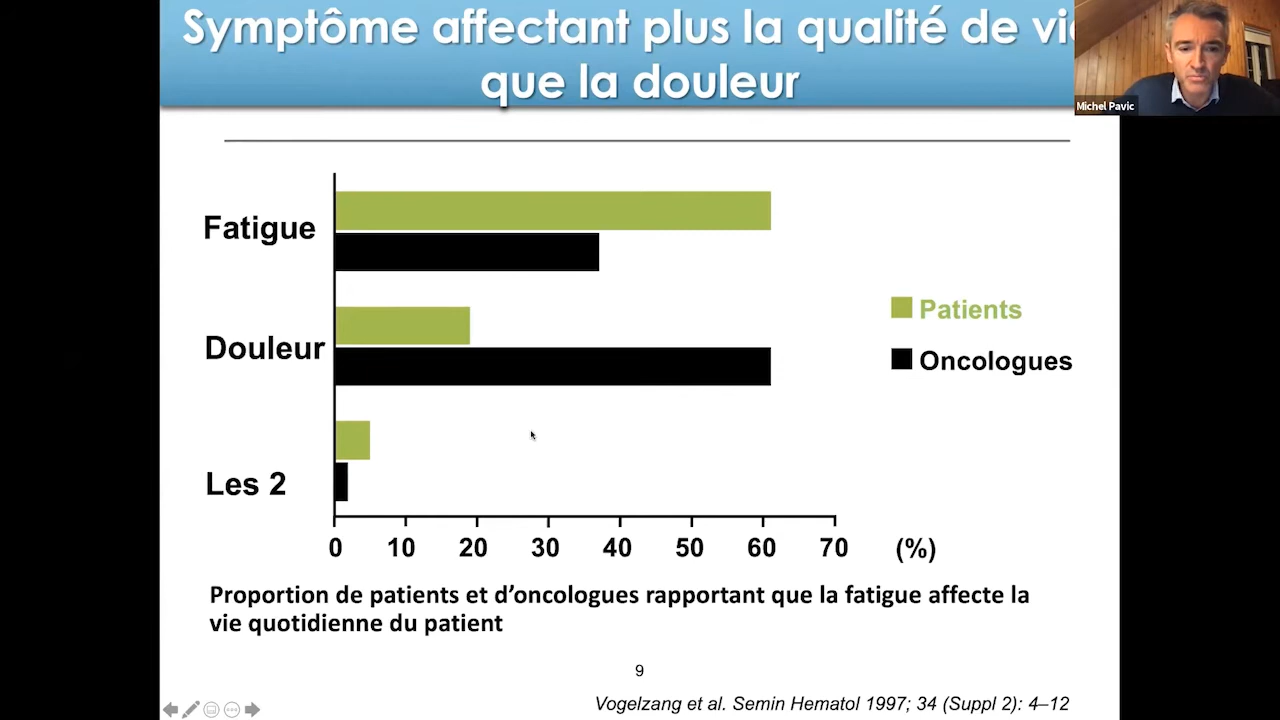 Symptôme affectant plus la qualité de vie
que la douleur
Michel Pavic
Fatigue
Douleur
Les 2
Patients
Oncologues
0 10 20 30 40 50 60 70 (%)
Proportion de patients et d’oncologues rapportant que la fatigue affecte la
vie quotidienne du patient
9
Vogelzang et al. Semin Hematol 1997; 34 (Suppl 2): 4–12